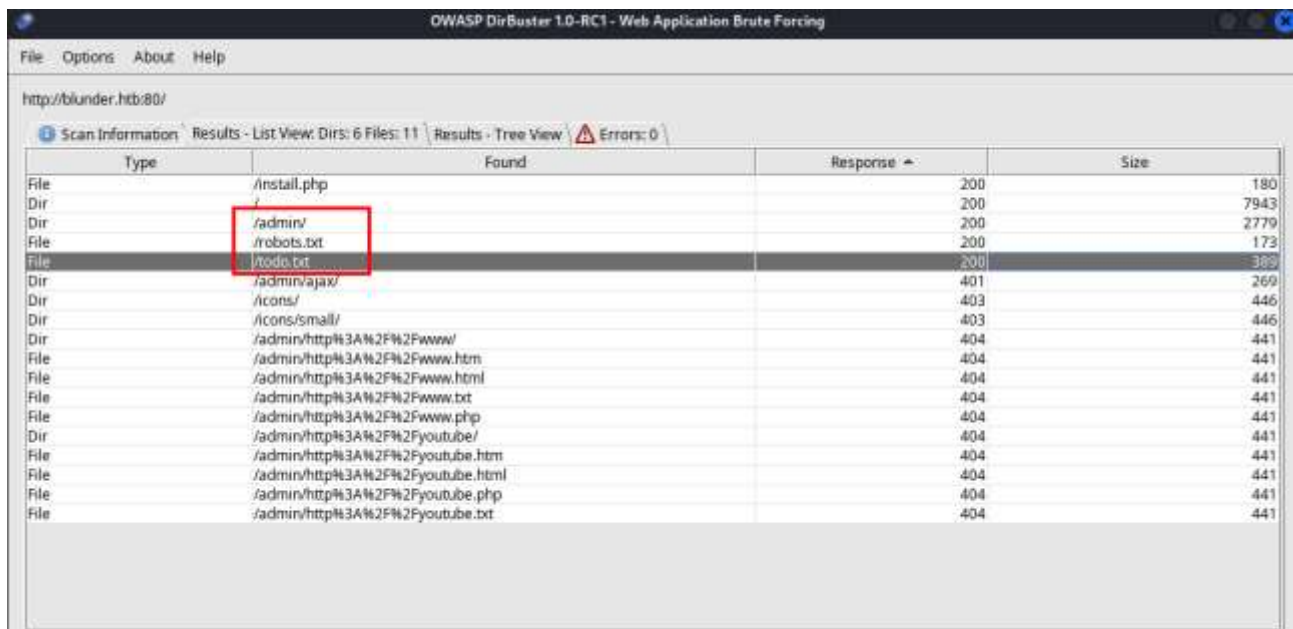 OWASP DirBuster 1.0-RC1 - Web Application Brute Forcing
File Options About Help
http://blunder.htb:80/
Scan Information Results - List View: Dirs: 6 Files: 11 Results - Tree View Errors: 0
Type Found Response Size
File /install.php 200 180
Dir / 200 7943
Dir /admin/ 200 2779
File /robots.txt 200 173
File /todo.txt 200 389
Dir /admin/ajax/ 401 269
Dir /icons/ 403 446
Dir /icons/small/ 403 446
Dir /admin/http%3A%2F%2Fwww/ 404 441
File /admin/http%3A%2F%2Fwww.htm 404 441
File /admin/http%3A%2F%2Fwww.html 404 441
File /admin/http%3A%2F%2Fwww.txt 404 441
File /admin/http%3A%2F%2Fwww.php 404 441
Dir /admin/http%3A%2F%2Fyoutube/ 404 441
File /admin/http%3A%2F%2Fyoutube.htm 404 441
File /admin/http%3A%2F%2Fyoutube.html 404 441
File /admin/http%3A%2F%2Fyoutube.php 404 441
File /admin/http%3A%2F%2Fyoutube.txt 404 441